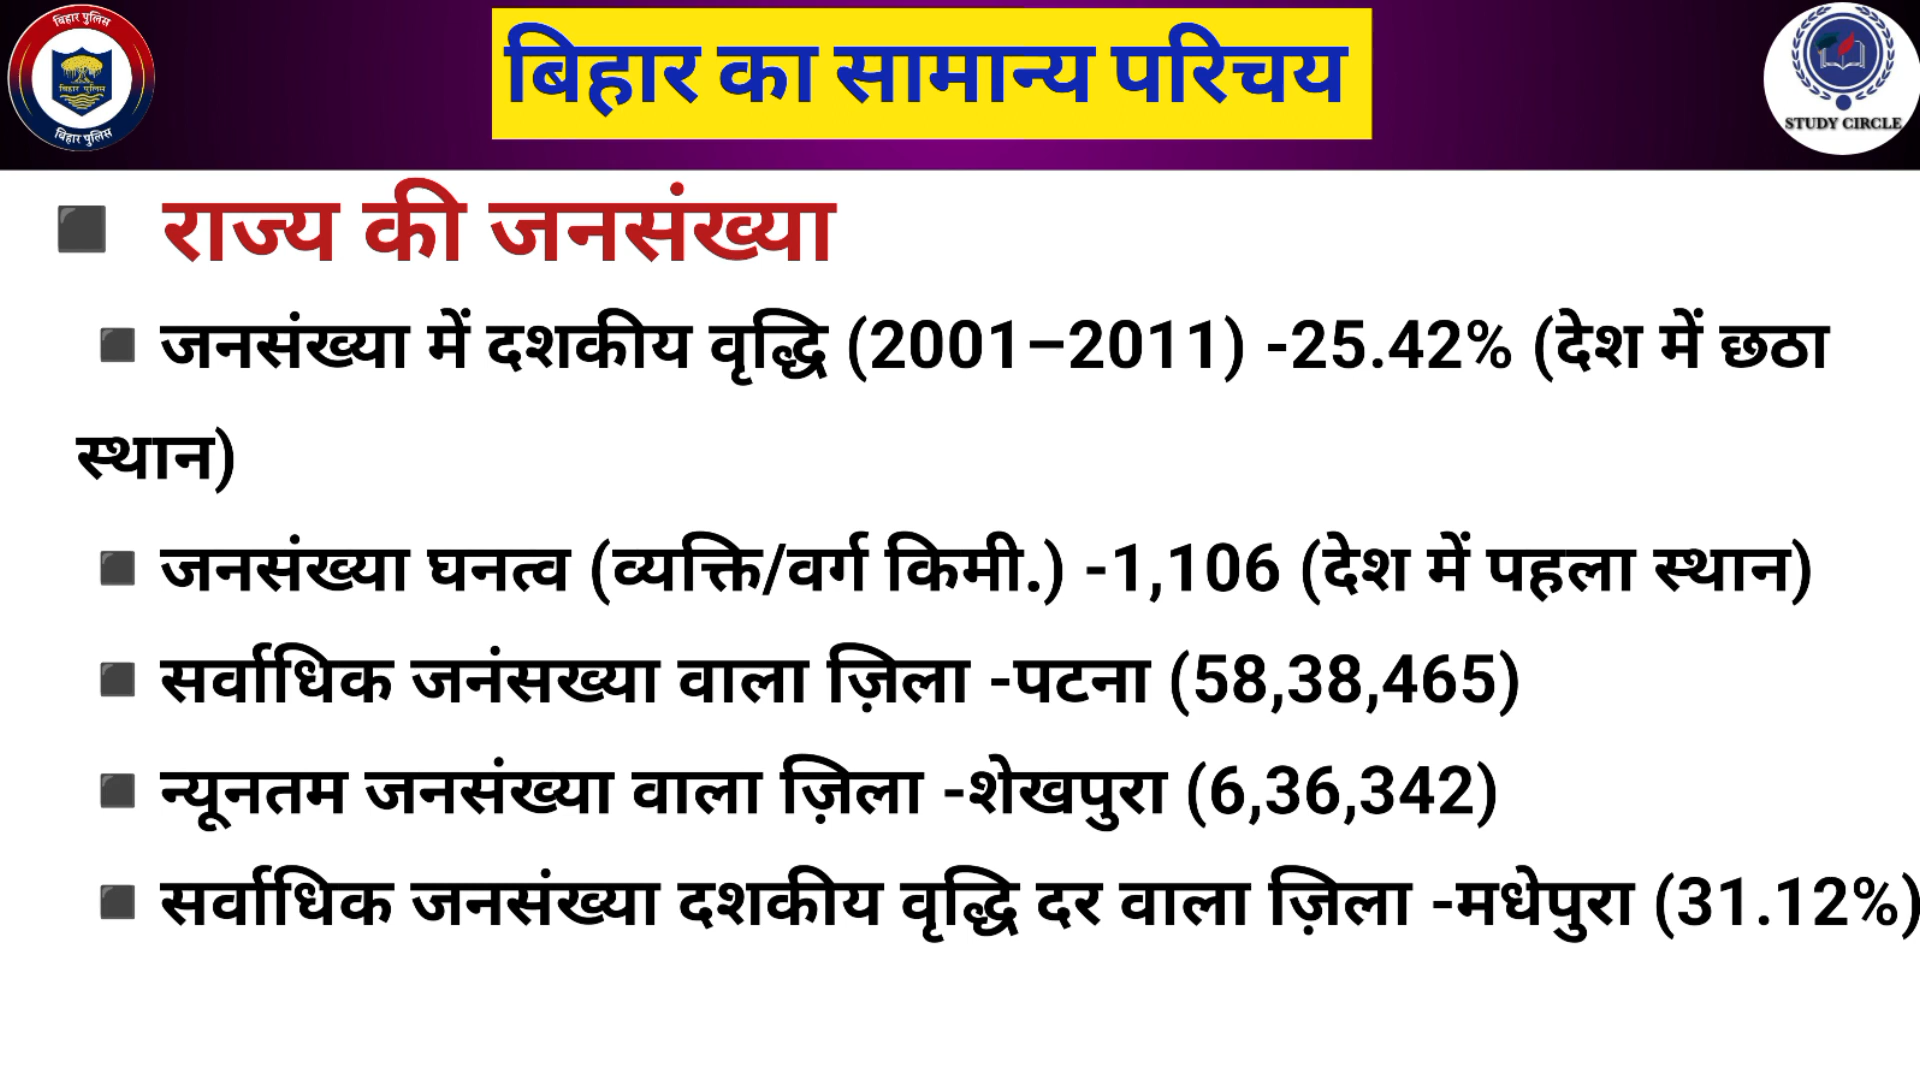 बिहार पुलिस
बिहार पुलिस
बिहार पुलिस
बिहार का सामान्य परिचय
STUDY CIRCLE
▪ राज्य की जनसंख्या
▪ जनसंख्या में दशकीय वृद्धि (2001–2011) -25.42% (देश में छठा
स्थान)
▪ जनसंख्या घनत्व (व्यक्ति/वर्ग किमी.) -1,106 (देश में पहला स्थान)
▪ सर्वाधिक जनंसख्या वाला ज़िला -पटना (58,38,465)
▪ न्यूनतम जनसंख्या वाला ज़िला -शेखपुरा (6,36,342)
▪ सर्वाधिक जनसंख्या दशकीय वृद्धि दर वाला ज़िला -मधेपुरा (31.12%)